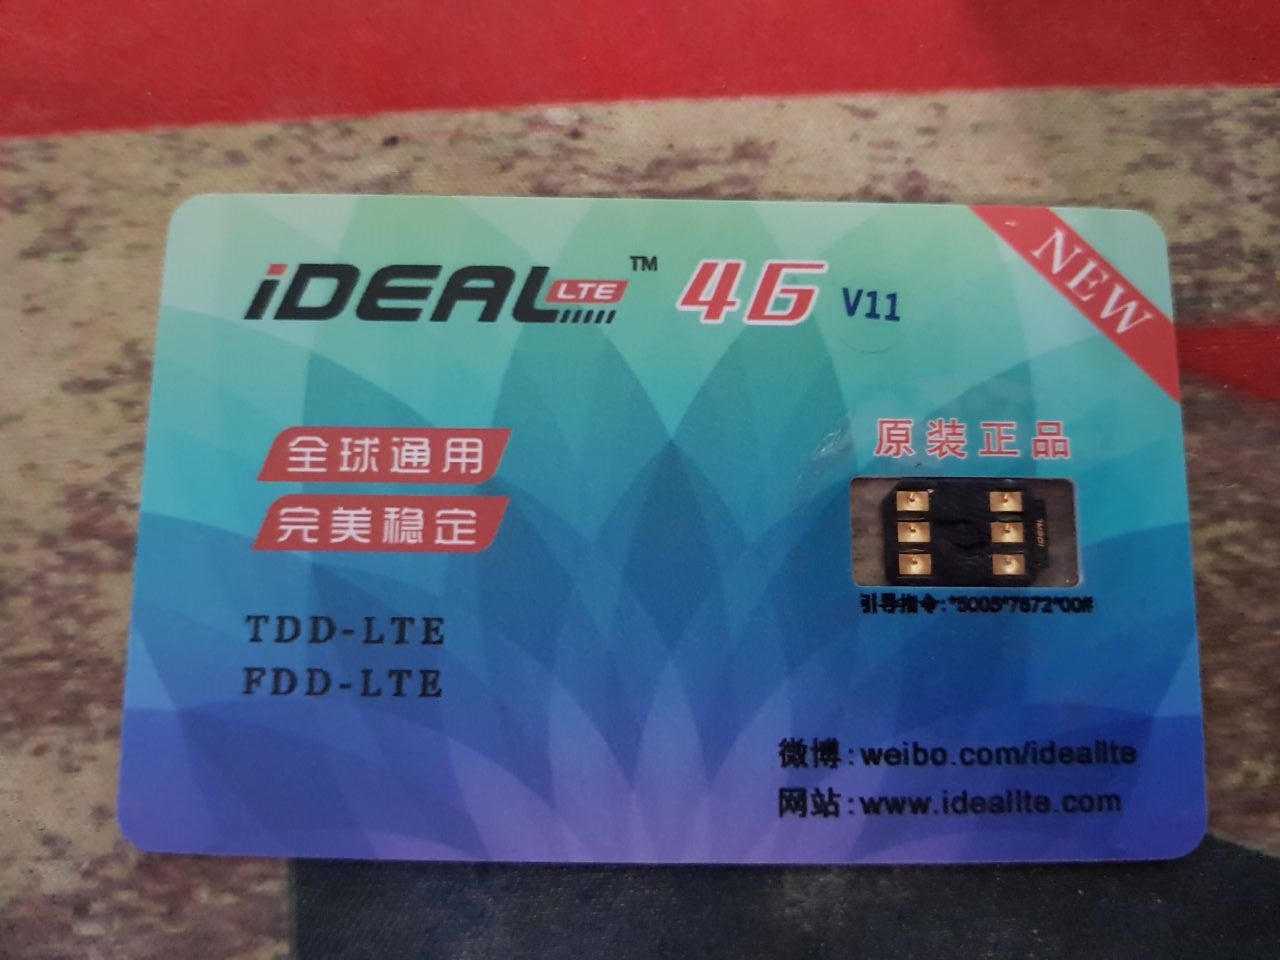 iDEAL LTE TM 4G V11
NEW
全球通用
完美稳定
原装正品
TDD-LTE
FDD-LTE
引导指令:*5005*7672*00#
微博:weibo.com/ideallte
网站:www.ideallte.com